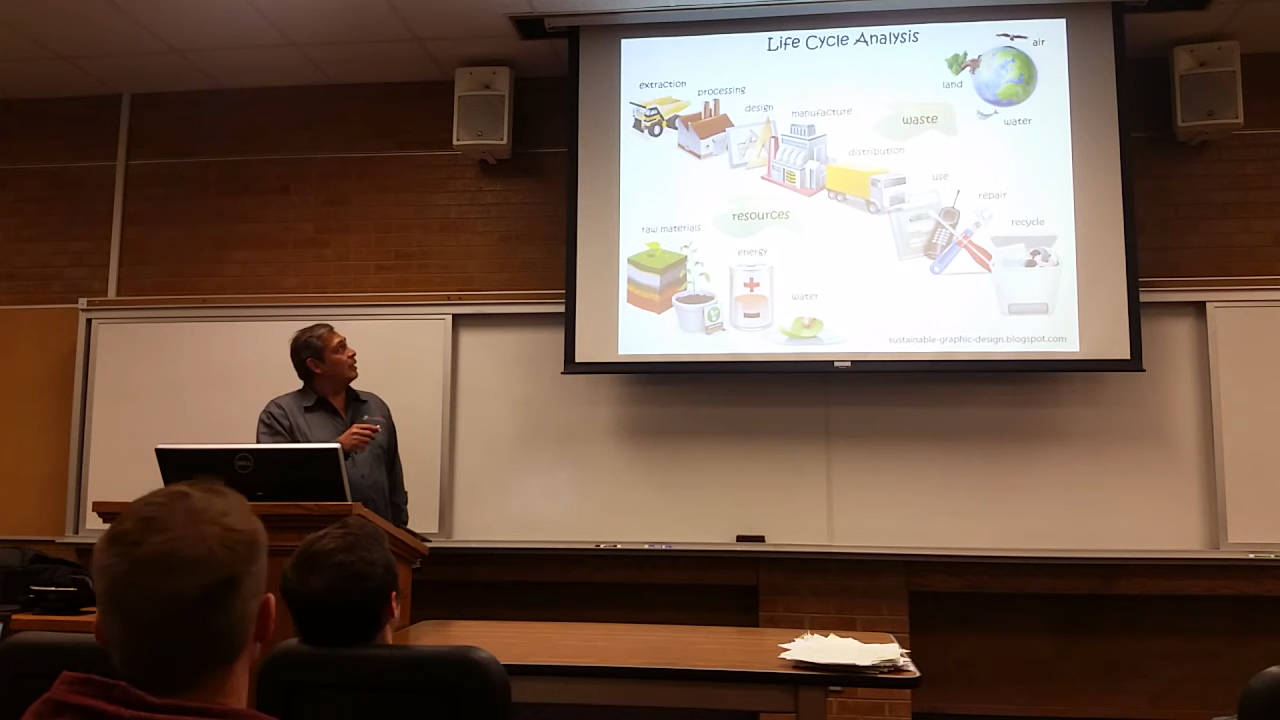 Life Cycle Analysis
air
extraction
processing
land
design
manufacture
waste
water
distribution
use
repair
resources
recycle
raw materials
energy
water
sustainable-graphic-design.blogspot.com
DELL